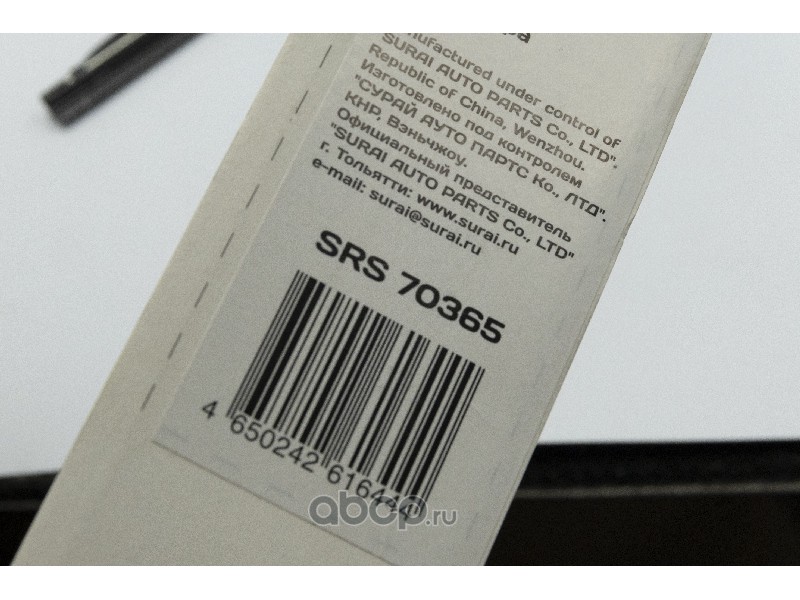 Manufactured under control of
"SURAI AUTO PARTS Co., LTD".
Republic of China, Wenzhou.
Изготовлено под контролем
"СУРАЙ АУТО ПАРТС Ко., ЛТД".
КНР, Вэньчжоу.
Официальный представитель
"SURAI AUTO PARTS Co., LTD"
г. Тольятти: www.surai.ru
e-mail: surai@surai.ru
SRS 70365
4 650242 616444
abcp.ru